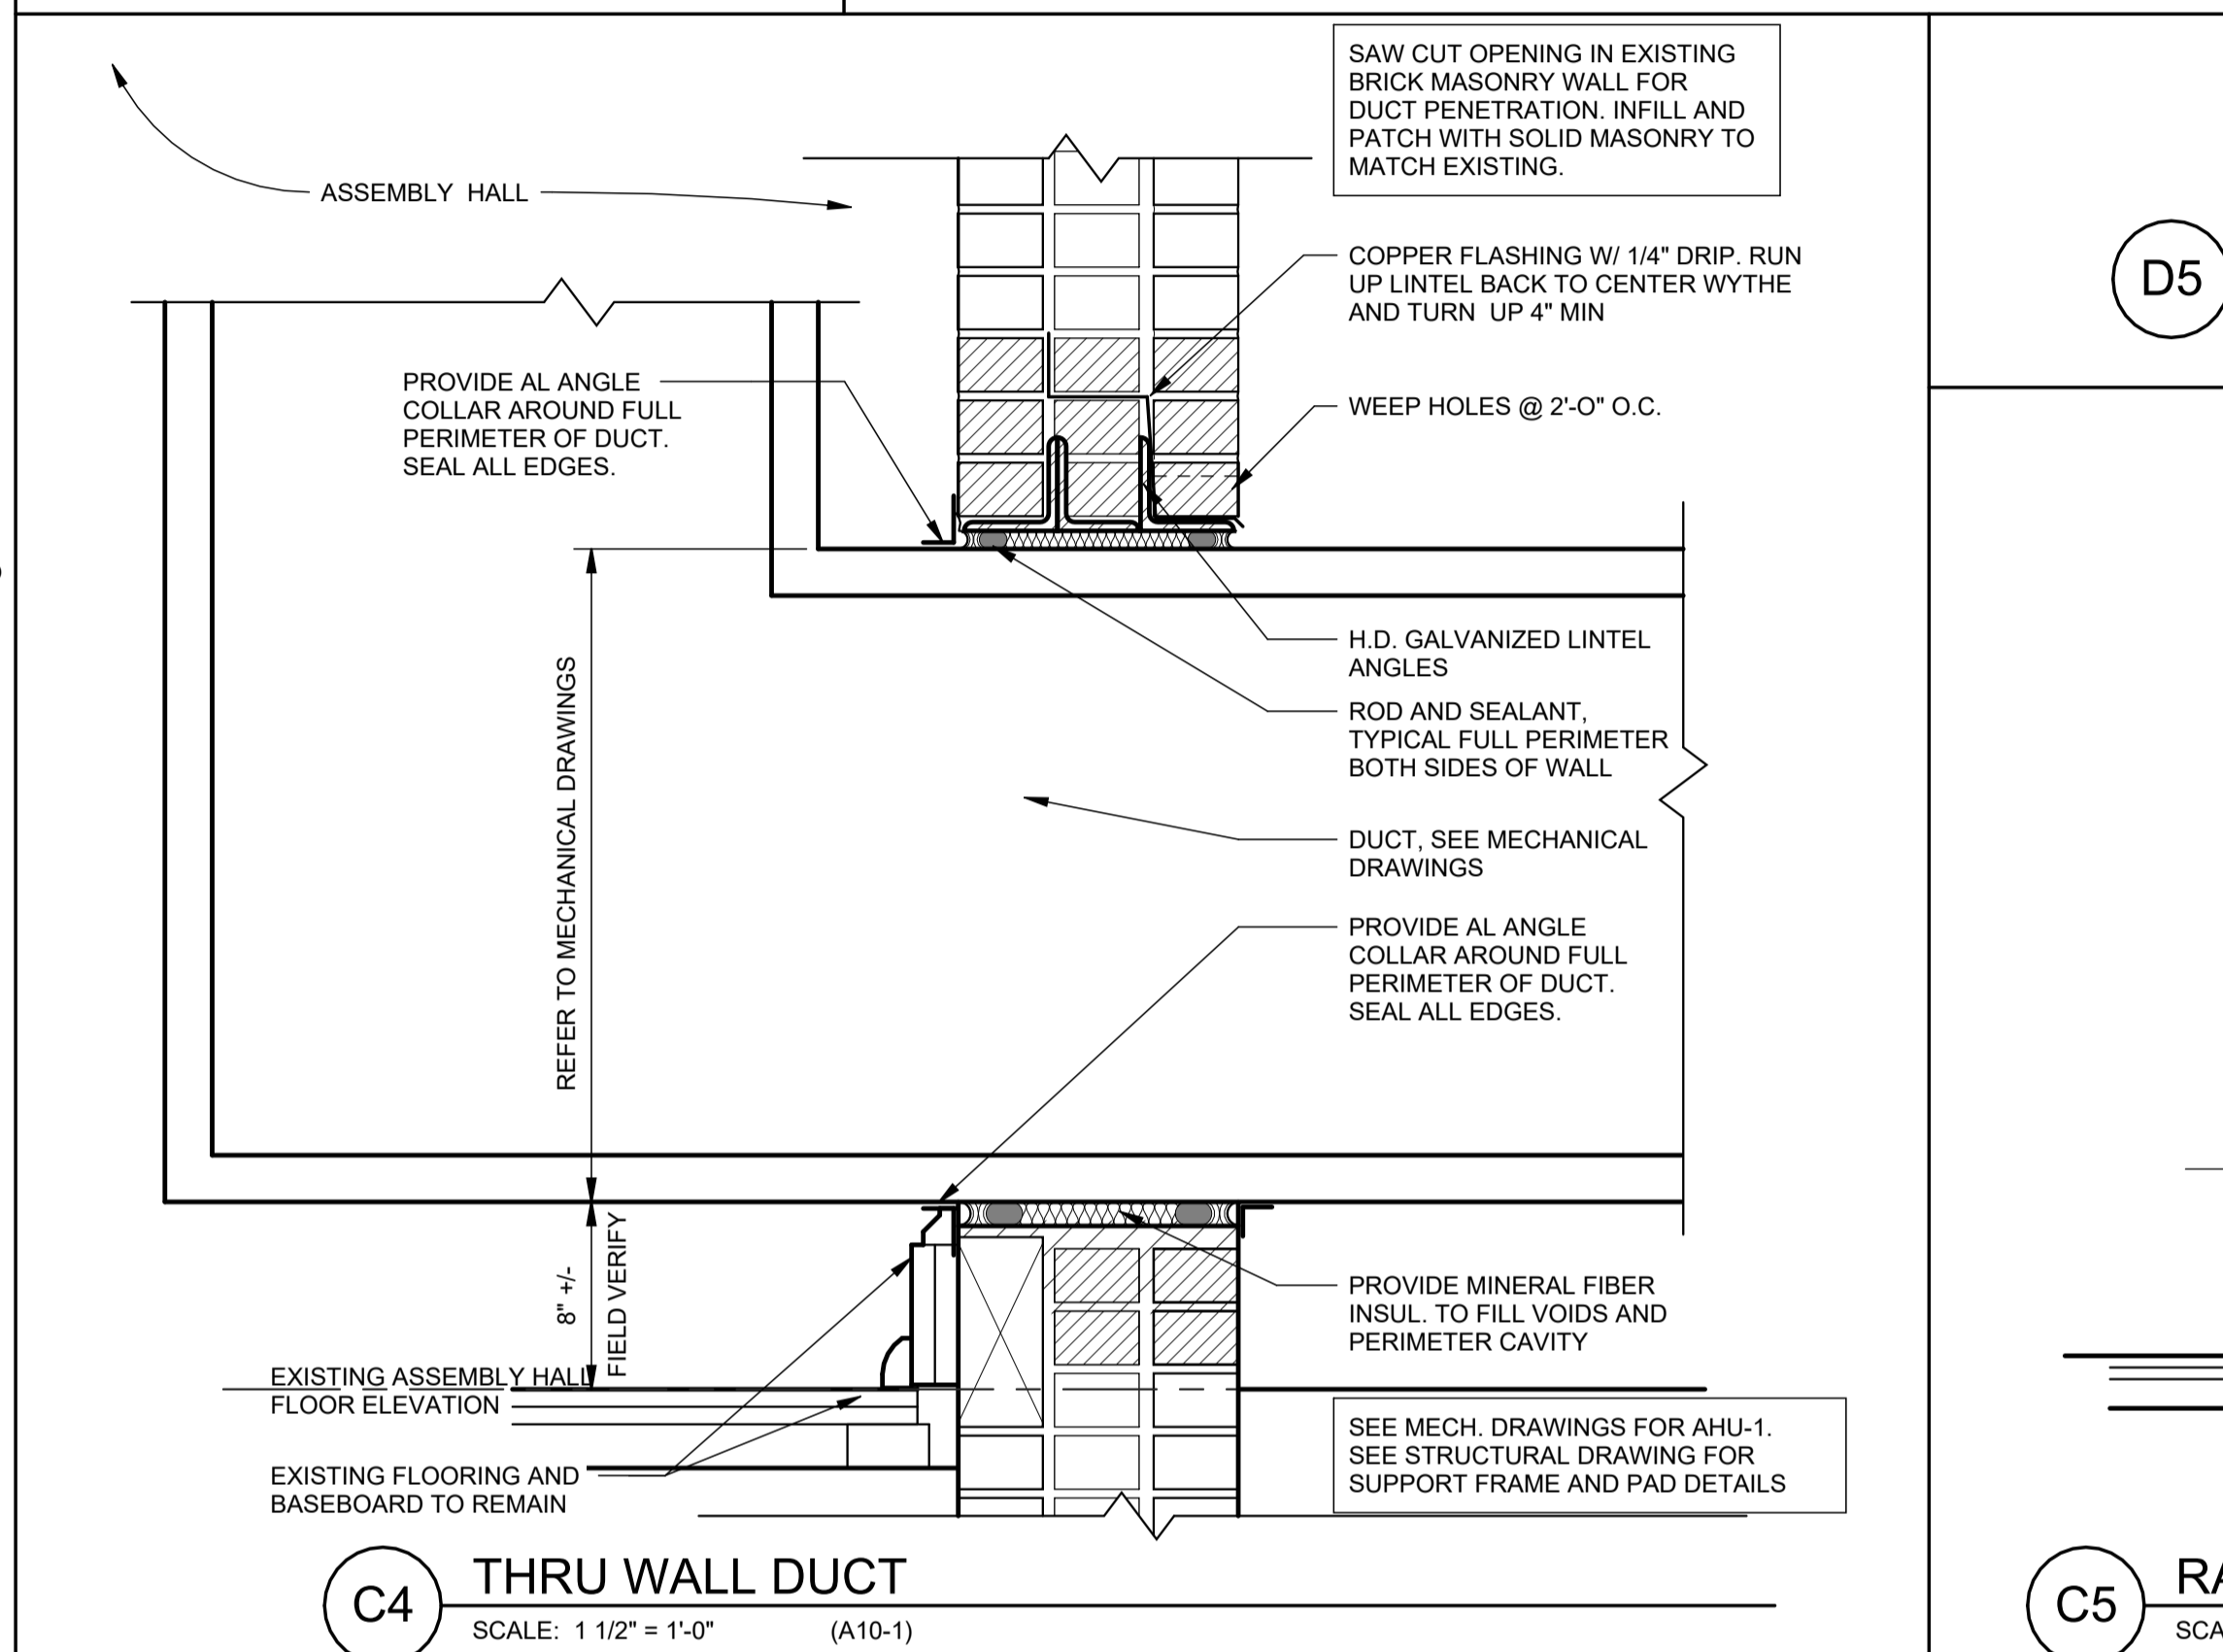 SAW CUT OPENING IN EXISTING
BRICK MASONRY WALL FOR
DUCT PENETRATION. INFILL AND
PATCH WITH SOLID MASONRY TO
MATCH EXISTING.
ASSEMBLY HALL
COPPER FLASHING W/ 1/4" DRIP. RUN
UP LINTEL BACK TO CENTER WYTHE
AND TURN UP 4" MIN
D5
PROVIDE AL ANGLE
COLLAR AROUND FULL
PERIMETER OF DUCT.
SEAL ALL EDGES.
WEEP HOLES @ 2'-O" O.C.
H.D. GALVANIZED LINTEL
ANGLES
ROD AND SEALANT,
TYPICAL FULL PERIMETER
BOTH SIDES OF WALL
REFER TO MECHANICAL DRAWINGS
DUCT, SEE MECHANICAL
DRAWINGS
PROVIDE AL ANGLE
COLLAR AROUND FULL
PERIMETER OF DUCT.
SEAL ALL EDGES.
8" +/-
FIELD VERIFY
PROVIDE MINERAL FIBER
INSUL. TO FILL VOIDS AND
PERIMETER CAVITY
EXISTING ASSEMBLY HALL
FLOOR ELEVATION
EXISTING FLOORING AND
BASEBOARD TO REMAIN
SEE MECH. DRAWINGS FOR AHU-1.
SEE STRUCTURAL DRAWING FOR
SUPPORT FRAME AND PAD DETAILS
C4
THRU WALL DUCT
SCALE: 1 1/2" = 1'-0" (A10-1)
C5